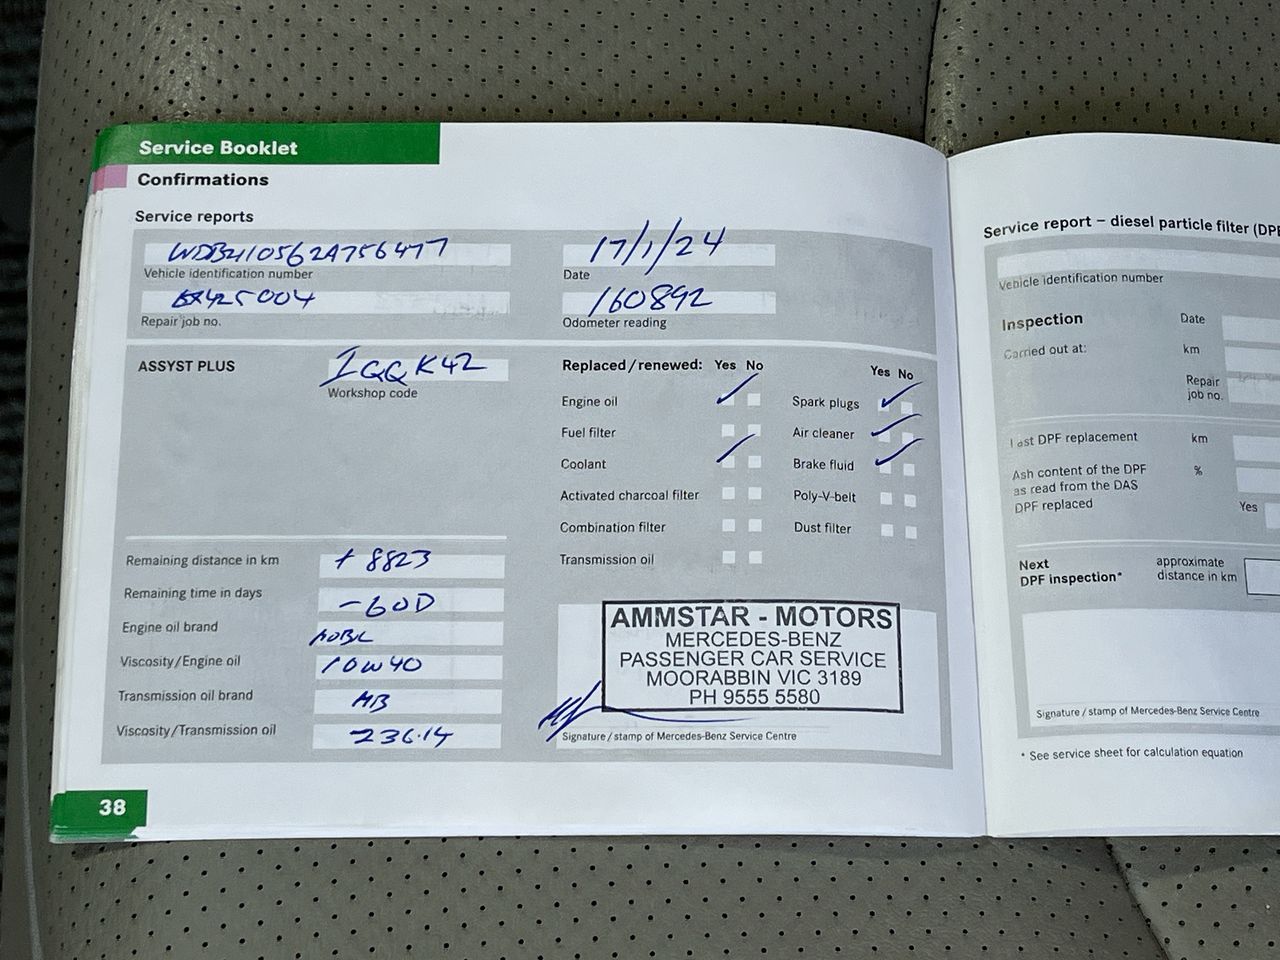 Service Booklet
Confirmations
Service reports
WDB2110562A756477
Vehicle identification number
17/1/24
Date
425004
Repair job no.
160892
Odometer reading
ASSYST PLUS
1GQK42
Workshop code
Replaced/renewed: Yes No
Yes No
Engine oil
Spark plugs
Fuel filter
Air cleaner
Coolant
Brake fluid
Activated charcoal filter
Poly-V-belt
Combination filter
Dust filter
Transmission oil
Remaining distance in km
+ 8823
Remaining time in days
-60D
Engine oil brand
MOBIL
Viscosity/Engine oil
10W40
Transmission oil brand
MB
Viscosity/Transmission oil
236.14
AMMSTAR - MOTORS
MERCEDES-BENZ
PASSENGER CAR SERVICE
MOORABBIN VIC 3189
PH 9555 5580
Signature / stamp of Mercedes-Benz Service Centre
38
Service report – diesel particle filter (DPF
Vehicle identification number
Inspection
Date
Carried out at:
km
Repair
job no.
Last DPF replacement
km
Ash content of the DPF
as read from the DAS
%
DPF replaced
Yes
Next
DPF inspection*
approximate
distance in km
Signature / stamp of Mercedes-Benz Service Centre
* See service sheet for calculation equation